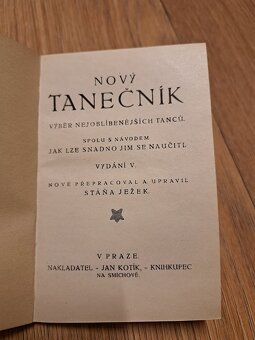 NOVÝ
TANEČNÍK
VÝBĚR NEJOBLÍBENĚJŠÍCH TANCŮ.
SPOLU S NÁVODEM
JAK LZE SNADNO JIM SE NAUČITI.
VYDÁNÍ V.
NOVĚ PŘEPRACOVAL A UPRAVIL
STÁŇA JEŽEK.
V PRAZE.
NAKLADATEL - JAN KOTÍK, - KNIHKUPEC
NA SMÍCHOVĚ.